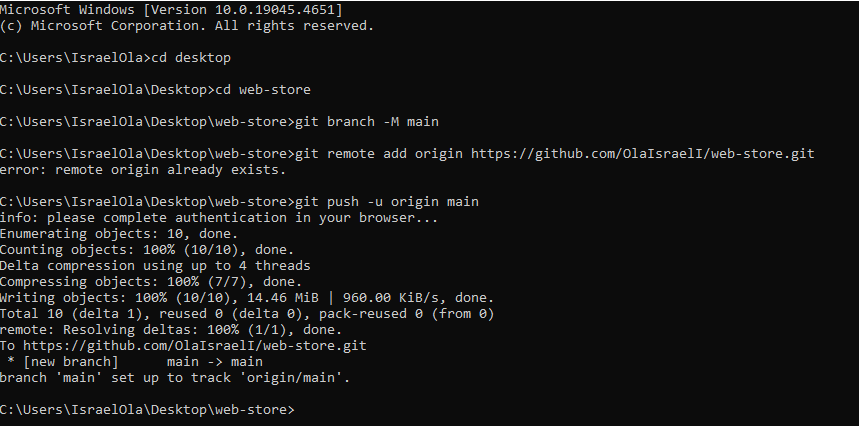 Microsoft Windows [Version 10.0.19045.4651]
(c) Microsoft Corporation. All rights reserved.
C:\Users\IsraelOla>cd desktop
C:\Users\IsraelOla\Desktop>cd web-store
C:\Users\IsraelOla\Desktop\web-store>git branch -M main
C:\Users\IsraelOla\Desktop\web-store>git remote add origin https://github.com/OlaIsraelI/web-store.git
error: remote origin already exists.
C:\Users\IsraelOla\Desktop\web-store>git push -u origin main
info: please complete authentication in your browser...
Enumerating objects: 10, done.
Counting objects: 100% (10/10), done.
Delta compression using up to 4 threads
Compressing objects: 100% (7/7), done.
Writing objects: 100% (10/10), 14.46 MiB | 960.00 KiB/s, done.
Total 10 (delta 1), reused 0 (delta 0), pack-reused 0 (from 0)
remote: Resolving deltas: 100% (1/1), done.
To https://github.com/OlaIsraelI/web-store.git
 * [new branch]      main -> main
branch 'main' set up to track 'origin/main'.
C:\Users\IsraelOla\Desktop\web-store>